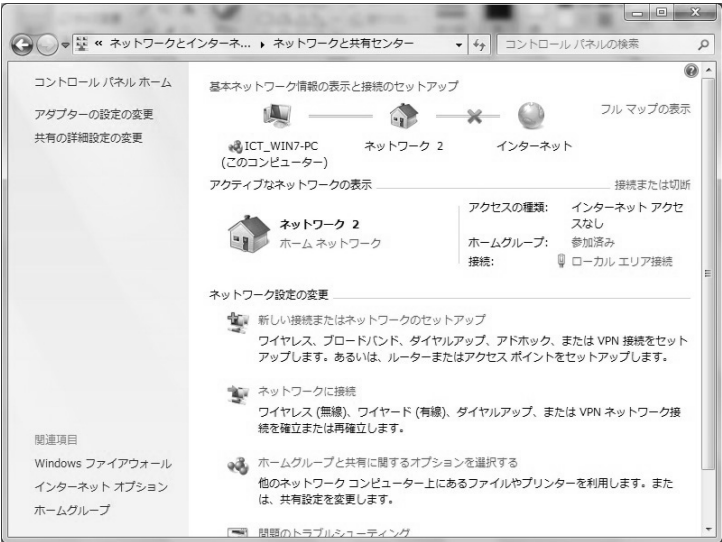 « ネットワークとインターネ... ▸ ネットワークと共有センター
コントロール パネルの検索
コントロール パネル ホーム
アダプターの設定の変更
共有の詳細設定の変更
基本ネットワーク情報の表示と接続のセットアップ
フル マップの表示
ICT_WIN7-PC
(このコンピューター)
ネットワーク 2
インターネット
アクティブなネットワークの表示
接続または切断
ネットワーク 2
ホーム ネットワーク
アクセスの種類: インターネット アクセ
スなし
ホームグループ: 参加済み
接続: ローカル エリア接続
ネットワーク設定の変更
新しい接続またはネットワークのセットアップ
ワイヤレス、ブロードバンド、ダイヤルアップ、アドホック、または VPN 接続をセット
アップします。あるいは、ルーターまたはアクセス ポイントをセットアップします。
ネットワークに接続
ワイヤレス (無線)、ワイヤード (有線)、ダイヤルアップ、または VPN ネットワーク接
続を確立または再確立します。
ホームグループと共有に関するオプションを選択する
他のネットワーク コンピューター上にあるファイルやプリンターを利用します。また
は、共有設定を変更します。
問題のトラブルシューティング
関連項目
Windows ファイアウォール
インターネット オプション
ホームグループ